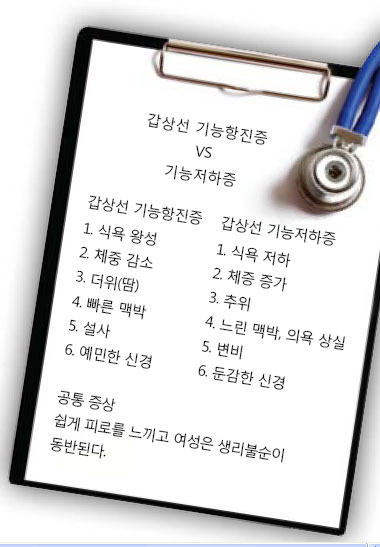 갑상선 기능항진증
VS
기능저하증
갑상선 기능항진증
1. 식욕 왕성
2. 체중 감소
3. 더위(땀)
4. 빠른 맥박
5. 설사
6. 예민한 신경
갑상선 기능저하증
1. 식욕 저하
2. 체증 증가
3. 추위
4. 느린 맥박, 의욕 상실
5. 변비
6. 둔감한 신경
공통 증상
쉽게 피로를 느끼고 여성은 생리불순이
동반된다.